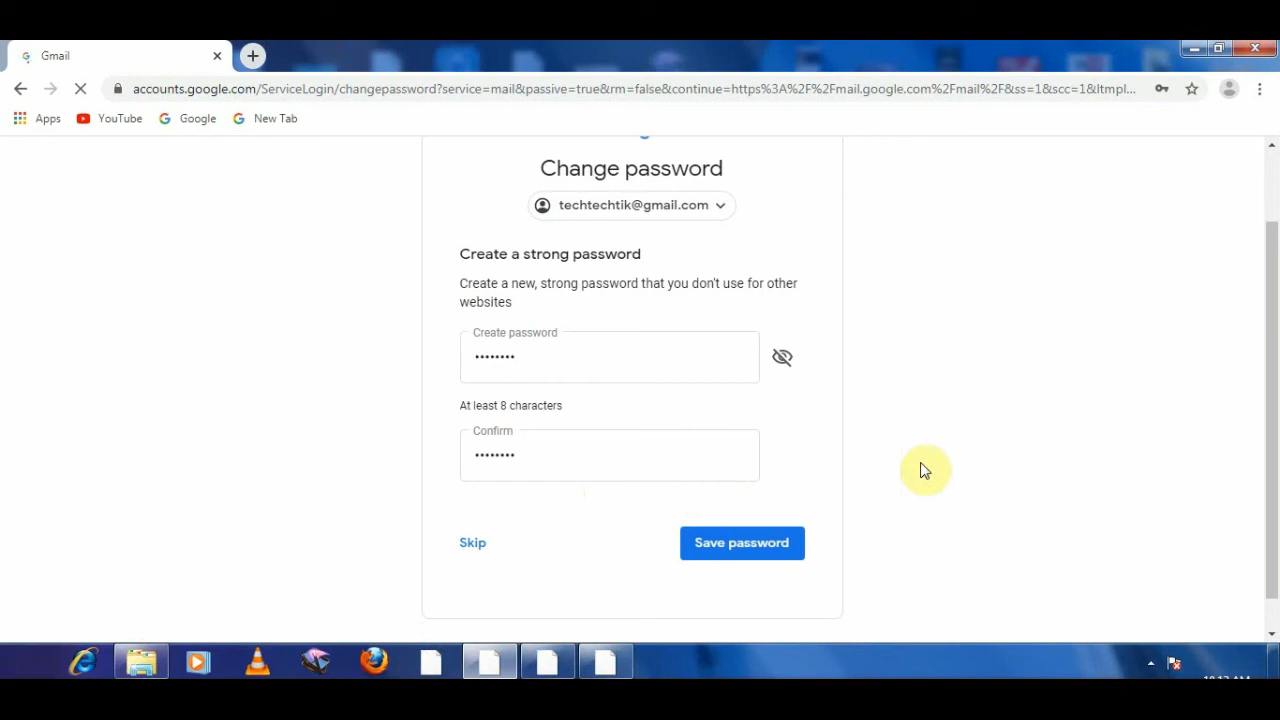 Gmail
accounts.google.com/ServiceLogin/changepassword?service=mail&passive=true&rm=false&continue=https%3A%2F%2Fmail.google.com%2Fmail%2F&ss=1&scc=1&ltmpl...
Apps YouTube Google New Tab
Change password
techtechtik@gmail.com
Create a strong password
Create a new, strong password that you don't use for other
websites
Create password
••••••••
At least 8 characters
Confirm
••••••••
Skip Save password